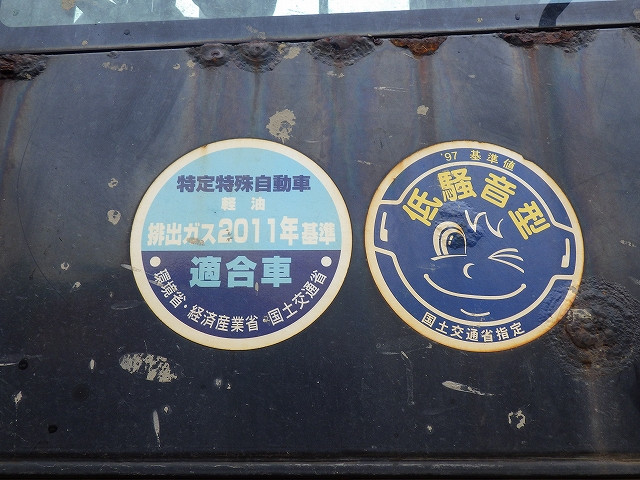 特定特殊自動車
軽油
排出ガス2011年基準
適合車
環境省・経済産業省・国土交通省
'97 基準値
低騒音型
国土交通省指定